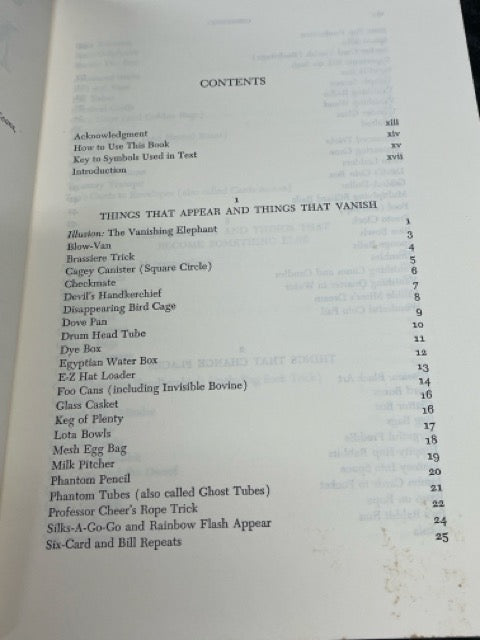 CONTENTS
Acknowledgment xiii
How to Use This Book xiv
Key to Symbols Used in Text xv
Introduction xvii
1
THINGS THAT APPEAR AND THINGS THAT VANISH
Illusion: The Vanishing Elephant 1
Blow-Van 3
Brassiere Trick 4
Cagey Canister (Square Circle) 5
Checkmate 6
Devil's Handkerchief 7
Disappearing Bird Cage 8
Dove Pan 9
Drum Head Tube 10
Dye Box 11
Egyptian Water Box 12
E-Z Hat Loader 13
Foo Cans (including Invisible Bovine) 14
Glass Casket 16
Keg of Plenty 16
Lota Bowls 17
Mesh Egg Bag 18
Milk Pitcher 19
Phantom Pencil 20
Phantom Tubes (also called Ghost Tubes) 21
Professor Cheer's Rope Trick 22
Silks-A-Go-Go and Rainbow Flash Appear 24
Six-Card and Bill Repeats 25